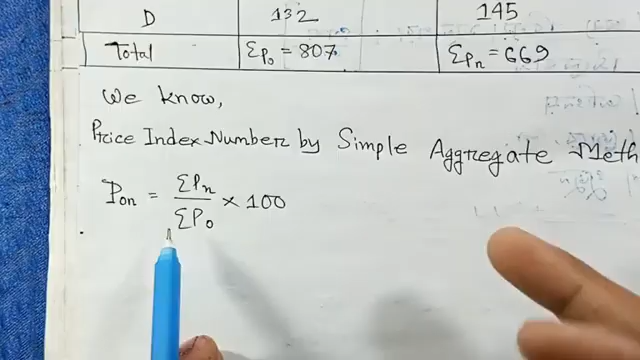 D 132 145
Total Σp₀ = 807 Σpₙ = 669
We know,
Price Index Number by Simple Aggregate Meth
Pon = ΣPₙ / ΣP₀ × 100